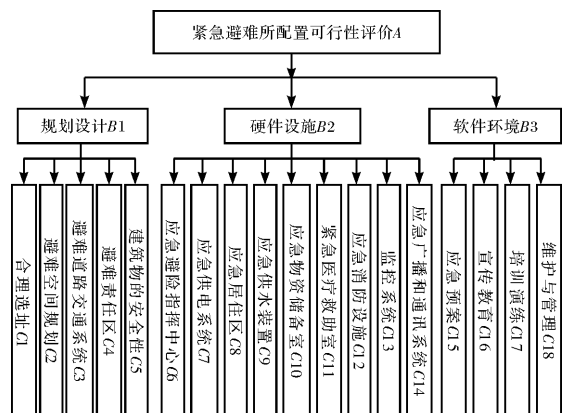 紧急避难所配置可行性评价A
规划设计B1
硬件设施B2
软件环境B3
合理选址C1
避难空间规划C2
避难道路交通系统C3
避难责任区C4
建筑物的安全性C5
应急避险指挥中心C6
应急供电系统C7
应急居住区C8
应急供水装置C9
应急物资储备室C10
紧急医疗救助室C11
应急消防设施C12
监控系统C13
应急广播和通讯系统C14
应急预案C15
宣传教育C16
培训演练C17
维护与管理C18